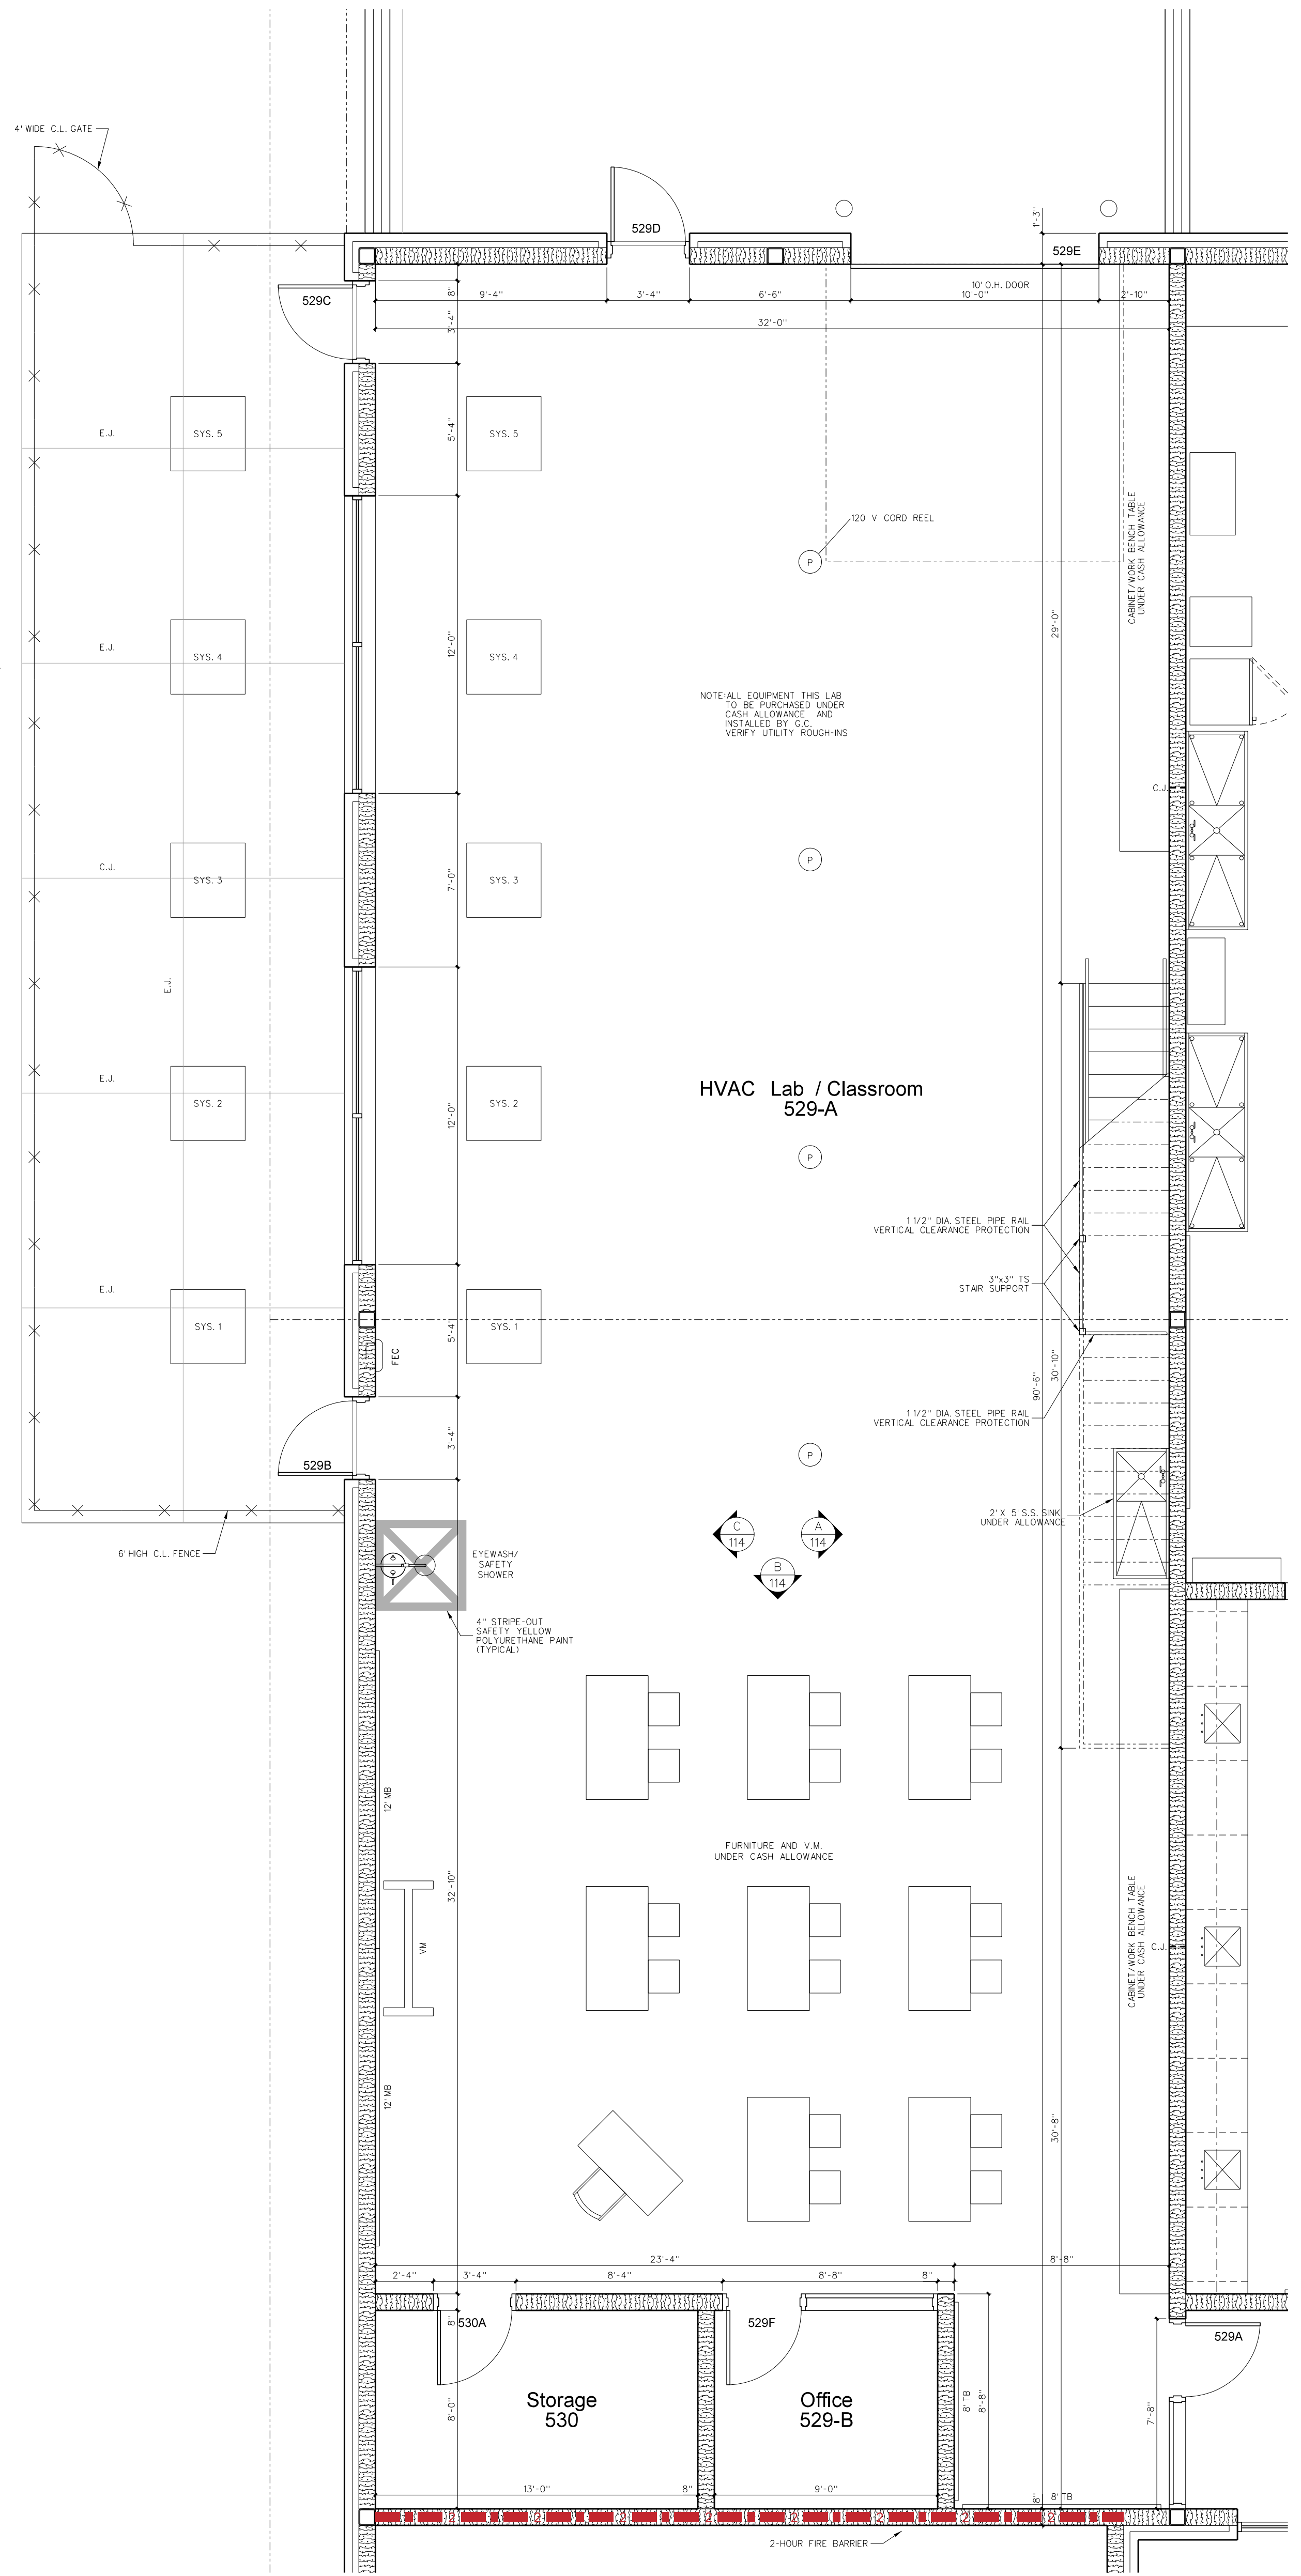 4' WIDE C.L. GATE
529D
529E
1'-3"
529C
8"
9'-4"
3'-4"
6'-6"
10' O.H. DOOR
10'-0"
2'-10"
3'-4"
32'-0"
E.J.
SYS. 5
5'-4"
SYS. 5
120 V CORD REEL
P
CABINET/WORK BENCH TABLE
UNDER CASH ALLOWANCE
E.J.
SYS. 4
12'-0"
SYS. 4
29'-0"
NOTE: ALL EQUIPMENT THIS LAB
TO BE PURCHASED UNDER
CASH ALLOWANCE AND
INSTALLED BY G.C.
VERIFY UTILITY ROUGH-INS
C.J.
C.J.
SYS. 3
7'-0"
SYS. 3
P
E.J.
E.J.
SYS. 2
12'-0"
SYS. 2
HVAC Lab / Classroom
529-A
P
1 1/2" DIA. STEEL PIPE RAIL
VERTICAL CLEARANCE PROTECTION
3"x3" TS
STAIR SUPPORT
E.J.
SYS. 1
5'-4"
SYS. 1
FEC
90'-6"
30'-10"
1 1/2" DIA. STEEL PIPE RAIL
VERTICAL CLEARANCE PROTECTION
529B
3'-4"
P
2' X 5' S.S. SINK
UNDER ALLOWANCE
6' HIGH C.L. FENCE
C
114
A
114
B
114
EYEWASH/
SAFETY
SHOWER
4" STRIPE-OUT
SAFETY YELLOW
POLYURETHANE PAINT
(TYPICAL)
12' MB
FURNITURE AND V.M.
UNDER CASH ALLOWANCE
32'-10"
VM
CABINET/WORK BENCH TABLE
UNDER CASH ALLOWANCE
C.J.
12' MB
30'-8"
23'-4"
8'-8"
2'-4"
3'-4"
8'-4"
8'-8"
8"
530A
8"
529F
529A
Storage
530
Office
529-B
8'-0"
8' TB
8'-8"
7'-8"
13'-0"
8"
9'-0"
8"
8' TB
2
2
2
2
2
2
2
2-HOUR FIRE BARRIER